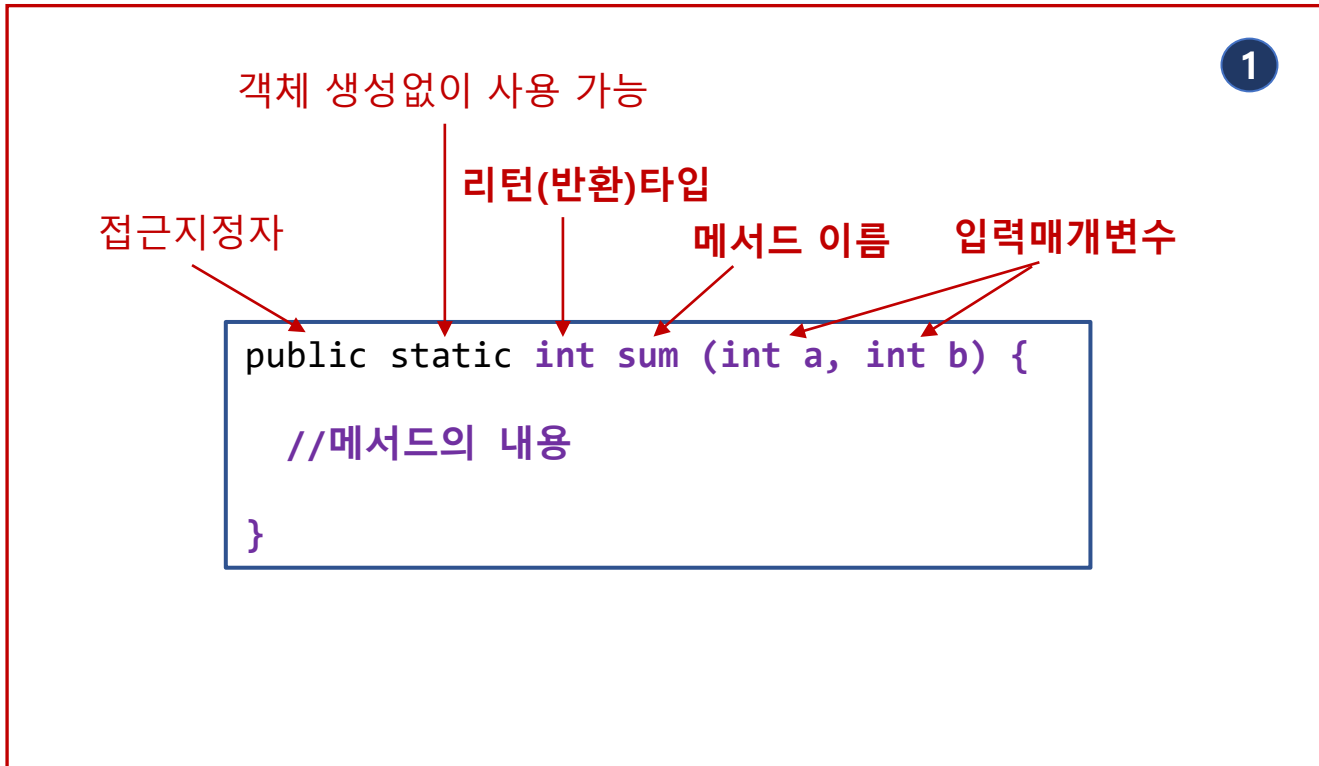 1
객체 생성없이 사용 가능
리턴(반환)타입
접근지정자
메서드 이름
입력매개변수
public static int sum (int a, int b) {
//메서드의 내용
}